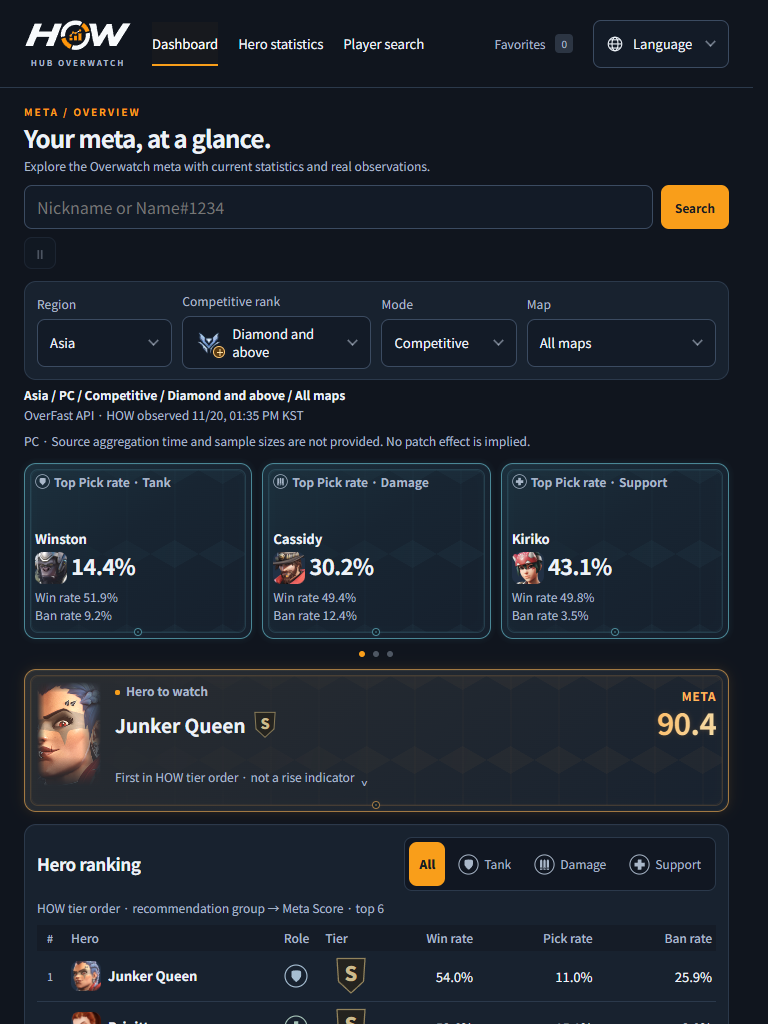 HOW
HUB OVERWATCH
Dashboard
Hero statistics
Player search
Favorites 0
Language
META / OVERVIEW
Your meta, at a glance.
Explore the Overwatch meta with current statistics and real observations.
Nickname or Name#1234
Search
Region
Competitive rank
Mode
Map
Asia
Diamond and
above
Competitive
All maps
Asia / PC / Competitive / Diamond and above / All maps
OverFast API · HOW observed 11/20, 01:35 PM KST
PC · Source aggregation time and sample sizes are not provided. No patch effect is implied.
Top Pick rate · Tank
Winston
14.4%
Win rate 51.9%
Ban rate 9.2%
Top Pick rate · Damage
Cassidy
30.2%
Win rate 49.4%
Ban rate 12.4%
Top Pick rate · Support
Kiriko
43.1%
Win rate 49.8%
Ban rate 3.5%
Hero to watch
Junker Queen S
META
90.4
First in HOW tier order · not a rise indicator
Hero ranking
All
Tank
Damage
Support
HOW tier order · recommendation group → Meta Score · top 6
# Hero Role Tier Win rate Pick rate Ban rate
1 Junker Queen S 54.0% 11.0% 25.9%
S